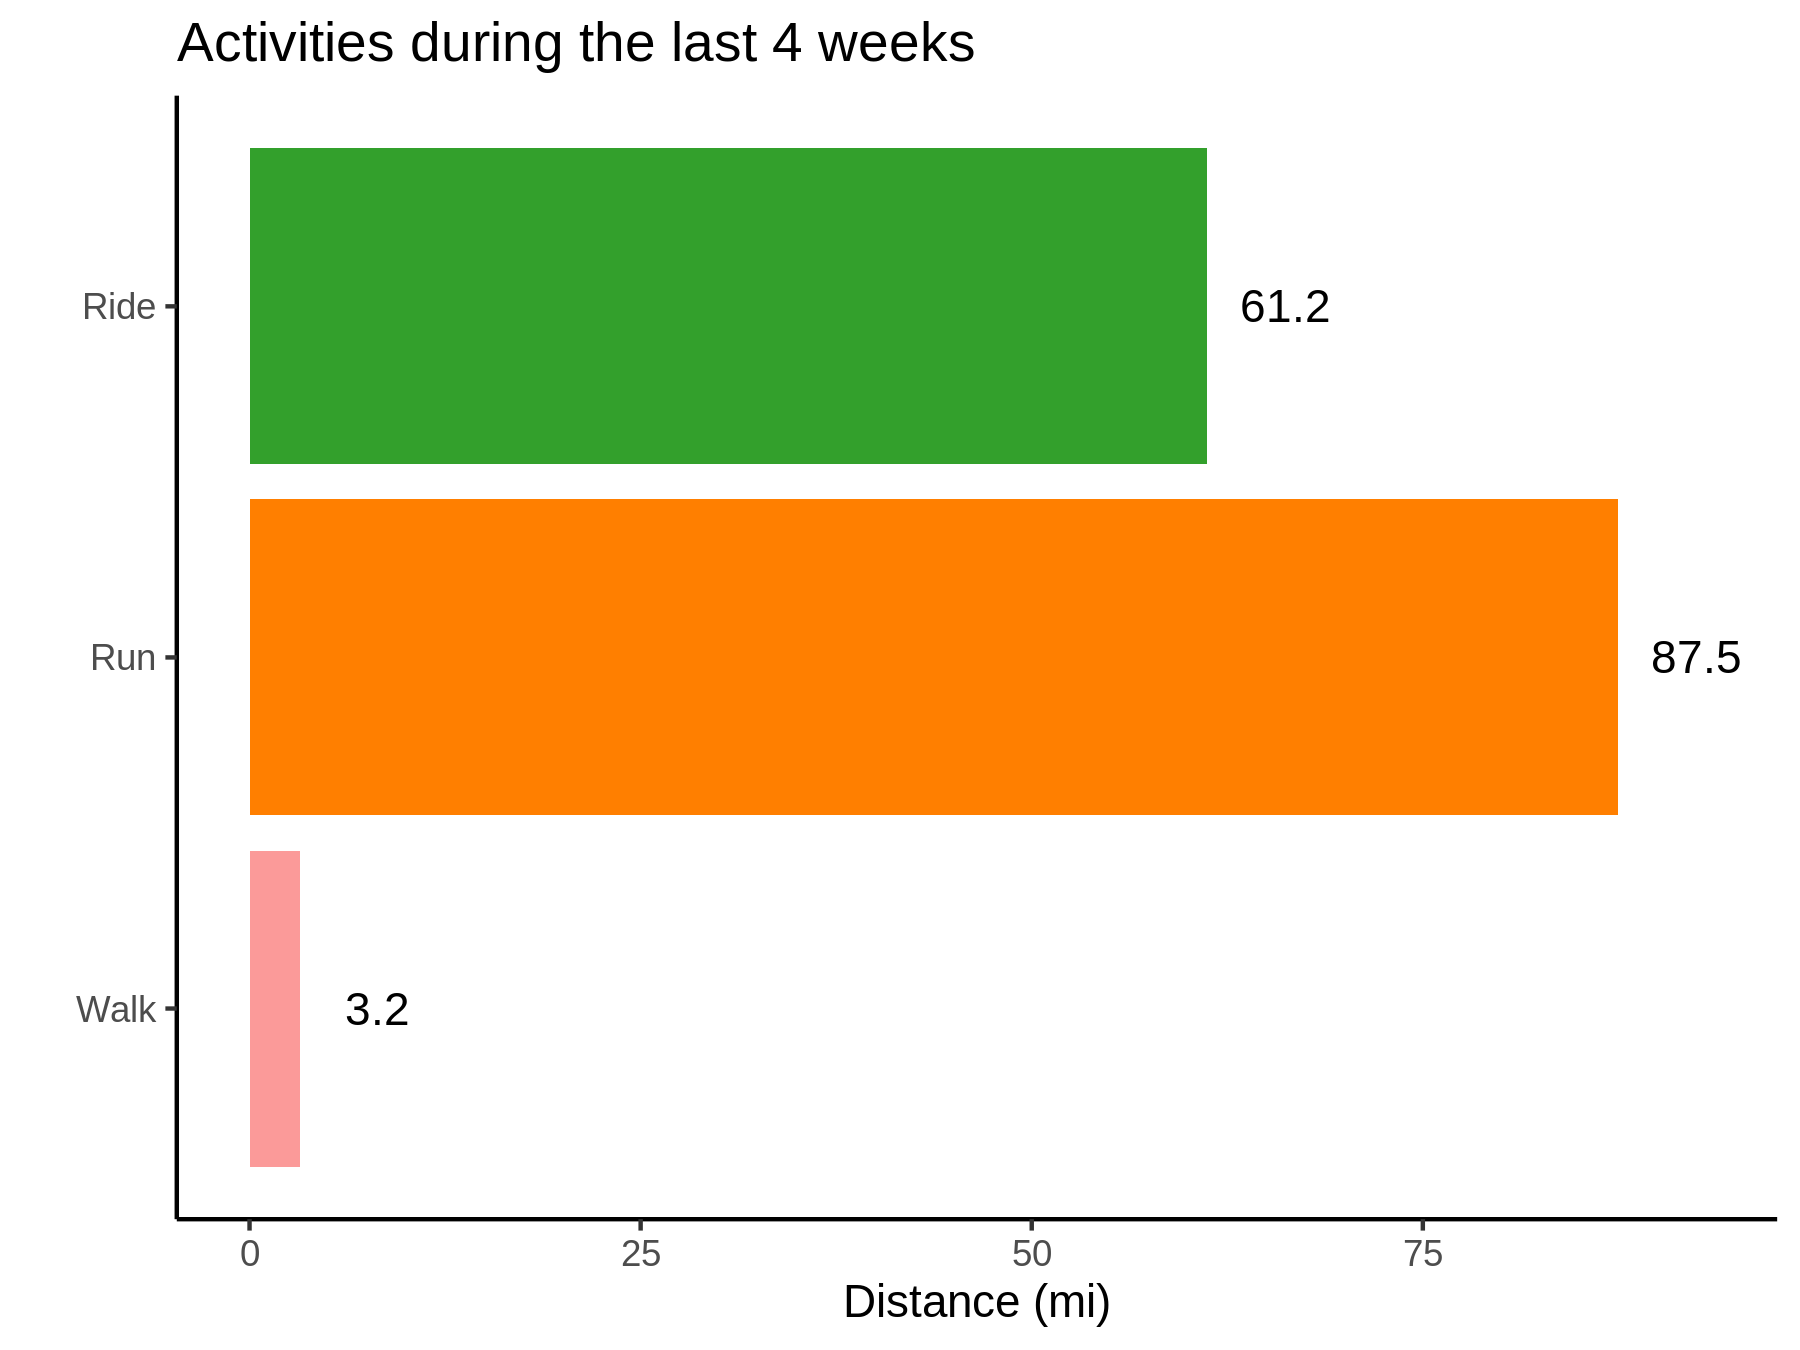 Activities during the last 4 weeks
Ride
61.2
Run
87.5
Walk
3.2
0 25 50 75
Distance (mi)